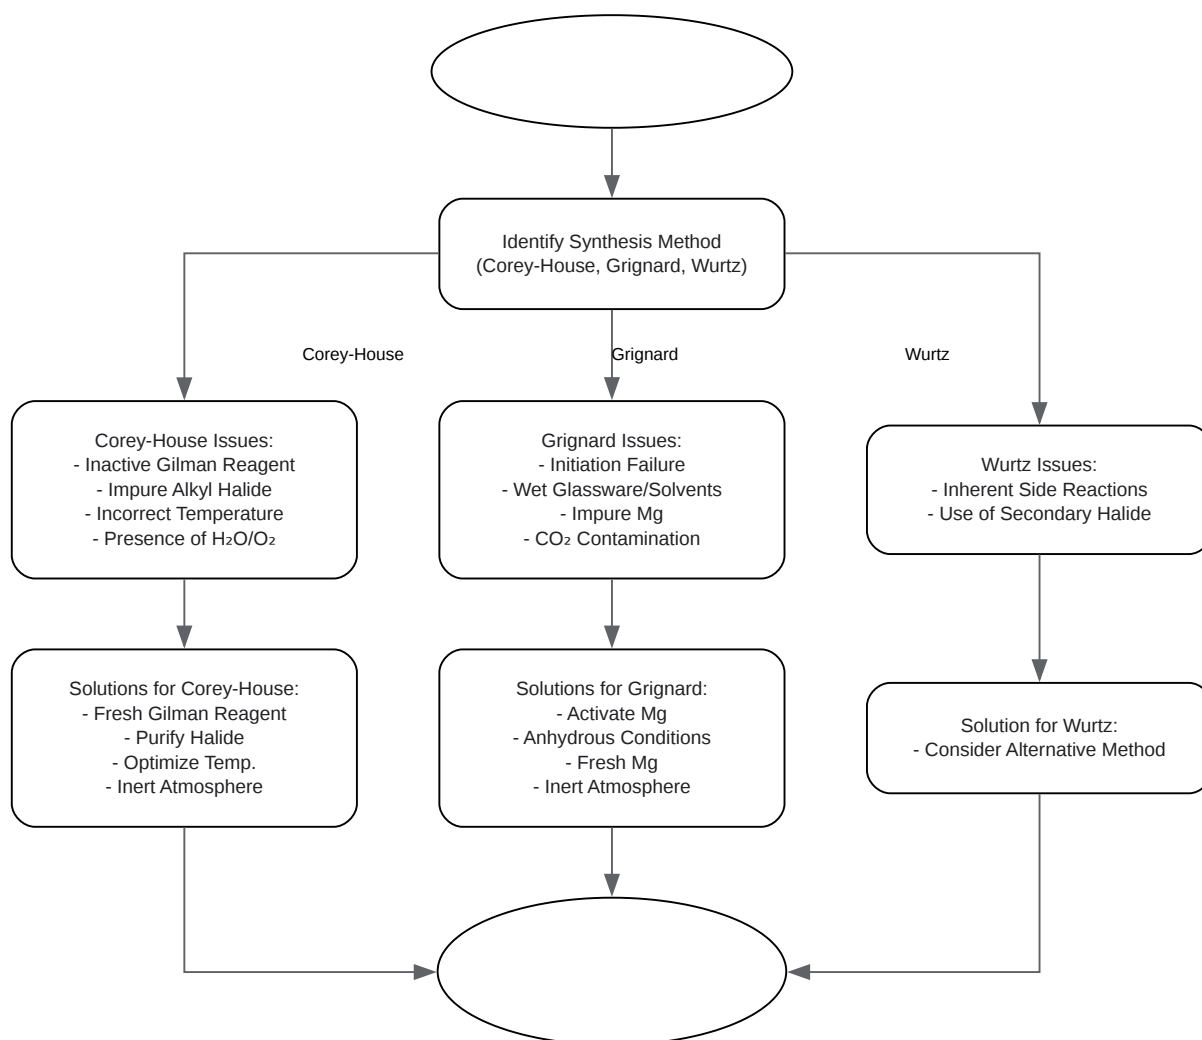 Identify Synthesis Method
(Corey-House, Grignard, Wurtz)
Corey-House
Grignard
Wurtz
Corey-House Issues:
- Inactive Gilman Reagent
- Impure Alkyl Halide
- Incorrect Temperature
- Presence of H₂O/O₂
Grignard Issues:
- Initiation Failure
- Wet Glassware/Solvents
- Impure Mg
- CO₂ Contamination
Wurtz Issues:
- Inherent Side Reactions
- Use of Secondary Halide
Solutions for Corey-House:
- Fresh Gilman Reagent
- Purify Halide
- Optimize Temp.
- Inert Atmosphere
Solutions for Grignard:
- Activate Mg
- Anhydrous Conditions
- Fresh Mg
- Inert Atmosphere
Solution for Wurtz:
- Consider Alternative Method